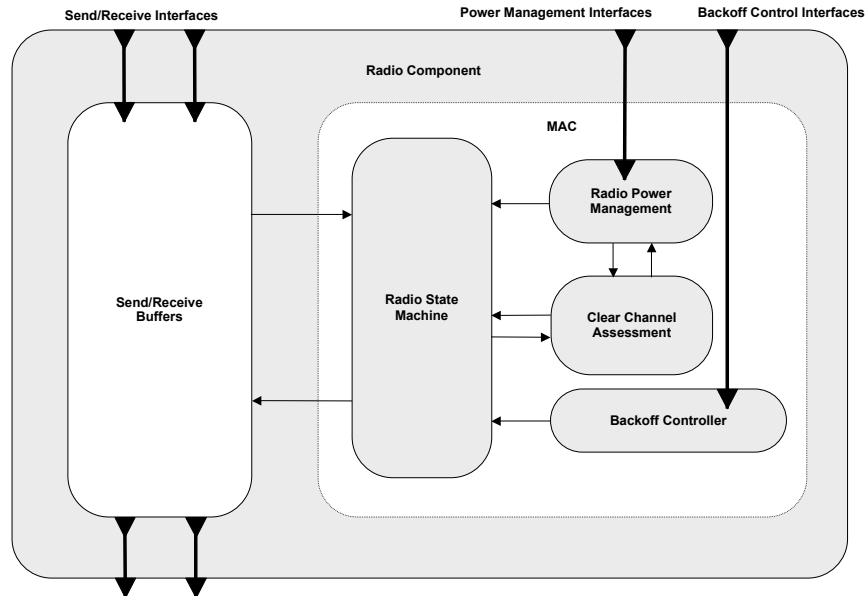 Send/Receive Interfaces
Power Management Interfaces
Backoff Control Interfaces
Radio Component
MAC
Radio Power
Management
Send/Receive
Buffers
Radio State
Machine
Clear Channel
Assessment
Backoff Controller